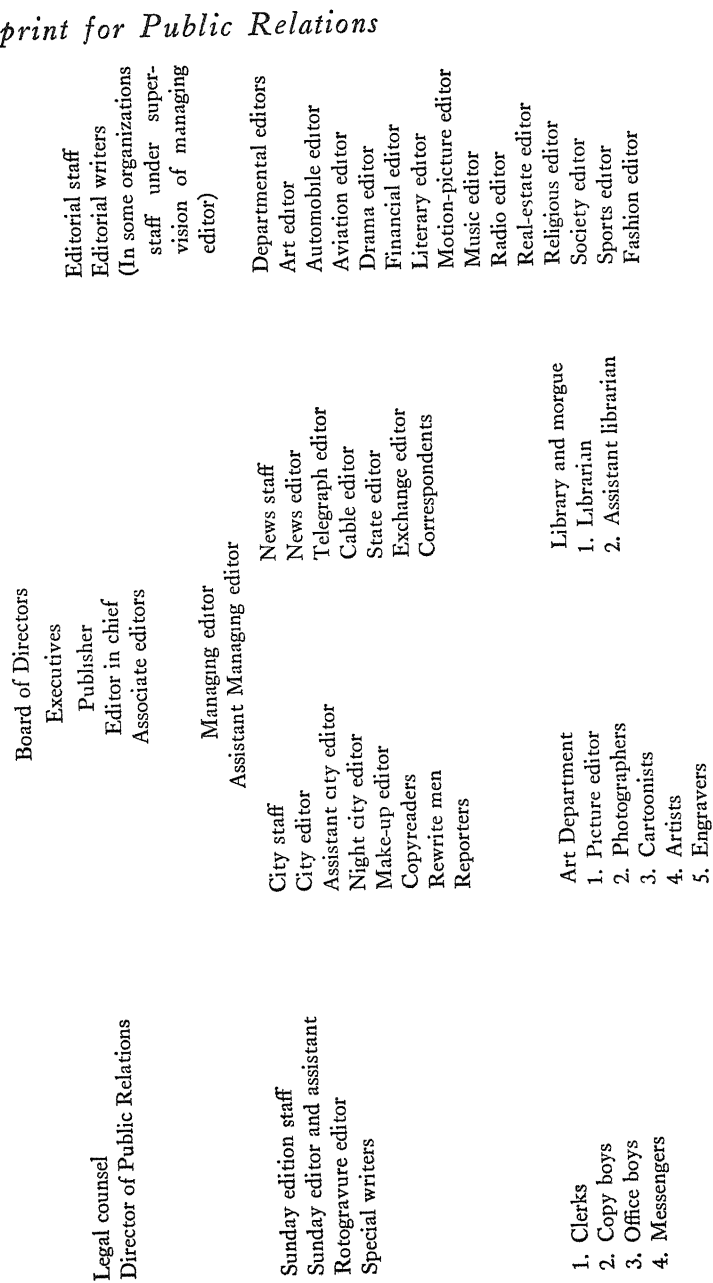 print for Public Relations
Board of Directors
Executives
Publisher
Editor in chief
Associate editors
Legal counsel
Director of Public Relations
Editorial staff
Editorial writers
(In some organizations
staff under super-
vision of managing
editor)
Managing editor
Assistant Managing editor
Sunday edition staff
Sunday editor and assistant
Rotogravure editor
Special writers
City staff
City editor
Assistant city editor
Night city editor
Make-up editor
Copyreaders
Rewrite men
Reporters
News staff
News editor
Telegraph editor
Cable editor
State editor
Exchange editor
Correspondents
Departmental editors
Art editor
Automobile editor
Aviation editor
Drama editor
Financial editor
Literary editor
Motion-picture editor
Music editor
Radio editor
Real-estate editor
Religious editor
Society editor
Sports editor
Fashion editor
1. Clerks
2. Copy boys
3. Office boys
4. Messengers
Art Department
1. Picture editor
2. Photographers
3. Cartoonists
4. Artists
5. Engravers
Library and morgue
1. Librarian
2. Assistant librarian